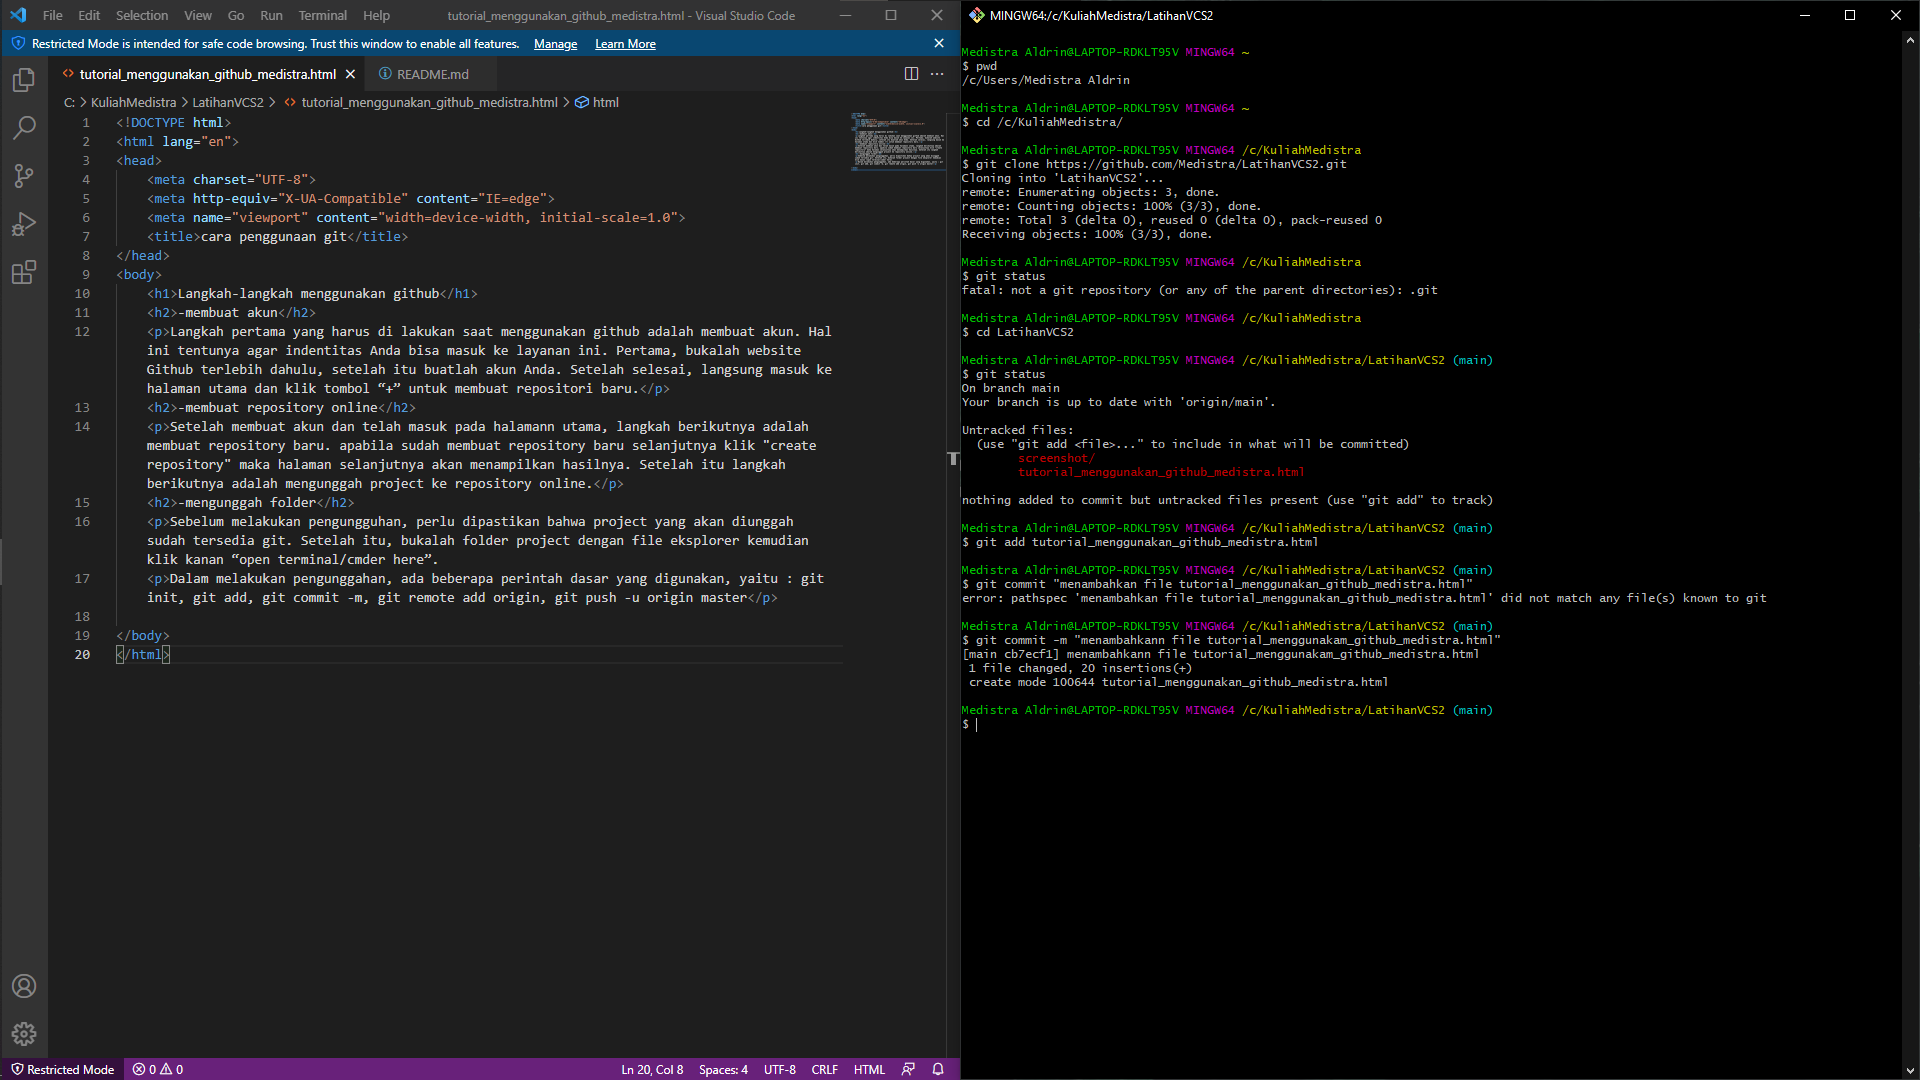 File Edit Selection View Go Run Terminal Help tutorial_menggunakan_github_medistra.html - Visual Studio Code
Restricted Mode is intended for safe code browsing. Trust this window to enable all features. Manage Learn More
tutorial_menggunakan_github_medistra.html README.md
C: > KuliahMedistra > LatihanVCS2 > tutorial_menggunakan_github_medistra.html > html
1 <!DOCTYPE html>
2 <html lang="en">
3 <head>
4 <meta charset="UTF-8">
5 <meta http-equiv="X-UA-Compatible" content="IE=edge">
6 <meta name="viewport" content="width=device-width, initial-scale=1.0">
7 <title>cara penggunaan git</title>
8 </head>
9 <body>
10 <h1>Langkah-langkah menggunakan github</h1>
11 <h2>-membuat akun</h2>
12 <p>Langkah pertama yang harus di lakukan saat menggunakan github adalah membuat akun. Hal
ini tentunya agar indentitas Anda bisa masuk ke layanan ini. Pertama, bukalah website
Github terlebih dahulu, setelah itu buatlah akun Anda. Setelah selesai, langsung masuk ke
halaman utama dan klik tombol “+” untuk membuat repositori baru.</p>
13 <h2>-membuat repository online</h2>
14 <p>Setelah membuat akun dan telah masuk pada halamann utama, langkah berikutnya adalah
membuat repository baru. apabila sudah membuat repository baru selanjutnya klik "create
repository" maka halaman selanjutnya akan menampilkan hasilnya. Setelah itu langkah
berikutnya adalah mengunggah project ke repository online.</p>
15 <h2>-mengunggah folder</h2>
16 <p>Sebelum melakukan pengungguhan, perlu dipastikan bahwa project yang akan diunggah
sudah tersedia git. Setelah itu, bukalah folder project dengan file eksplorer kemudian
klik kanan “open terminal/cmder here”.
17 <p>Dalam melakukan pengunggahan, ada beberapa perintah dasar yang digunakan, yaitu : git
init, git add, git commit -m, git remote add origin, git push -u origin master</p>
18
19 </body>
20 </html>
Restricted Mode 0 0 Ln 20, Col 8 Spaces: 4 UTF-8 CRLF HTML
MINGW64:/c/KuliahMedistra/LatihanVCS2
Medistra Aldrin@LAPTOP-RDKLT95V MINGW64 ~
$ pwd
/c/Users/Medistra Aldrin
Medistra Aldrin@LAPTOP-RDKLT95V MINGW64 ~
$ cd /c/KuliahMedistra/
Medistra Aldrin@LAPTOP-RDKLT95V MINGW64 /c/KuliahMedistra
$ git clone https://github.com/Medistra/LatihanVCS2.git
Cloning into 'LatihanVCS2'...
remote: Enumerating objects: 3, done.
remote: Counting objects: 100% (3/3), done.
remote: Total 3 (delta 0), reused 0 (delta 0), pack-reused 0
Receiving objects: 100% (3/3), done.
Medistra Aldrin@LAPTOP-RDKLT95V MINGW64 /c/KuliahMedistra
$ git status
fatal: not a git repository (or any of the parent directories): .git
Medistra Aldrin@LAPTOP-RDKLT95V MINGW64 /c/KuliahMedistra
$ cd LatihanVCS2
Medistra Aldrin@LAPTOP-RDKLT95V MINGW64 /c/KuliahMedistra/LatihanVCS2 (main)
$ git status
On branch main
Your branch is up to date with 'origin/main'.
Untracked files:
(use "git add <file>..." to include in what will be committed)
screenshot/
tutorial_menggunakan_github_medistra.html
nothing added to commit but untracked files present (use "git add" to track)
Medistra Aldrin@LAPTOP-RDKLT95V MINGW64 /c/KuliahMedistra/LatihanVCS2 (main)
$ git add tutorial_menggunakan_github_medistra.html
Medistra Aldrin@LAPTOP-RDKLT95V MINGW64 /c/KuliahMedistra/LatihanVCS2 (main)
$ git commit "menambahkan file tutorial_menggunakan_github_medistra.html"
error: pathspec 'menambahkan file tutorial_menggunakan_github_medistra.html' did not match any file(s) known to git
Medistra Aldrin@LAPTOP-RDKLT95V MINGW64 /c/KuliahMedistra/LatihanVCS2 (main)
$ git commit -m "menambahkann file tutorial_menggunakam_github_medistra.html"
[main cb7ecf1] menambahkann file tutorial_menggunakam_github_medistra.html
1 file changed, 20 insertions(+)
create mode 100644 tutorial_menggunakan_github_medistra.html
Medistra Aldrin@LAPTOP-RDKLT95V MINGW64 /c/KuliahMedistra/LatihanVCS2 (main)
$